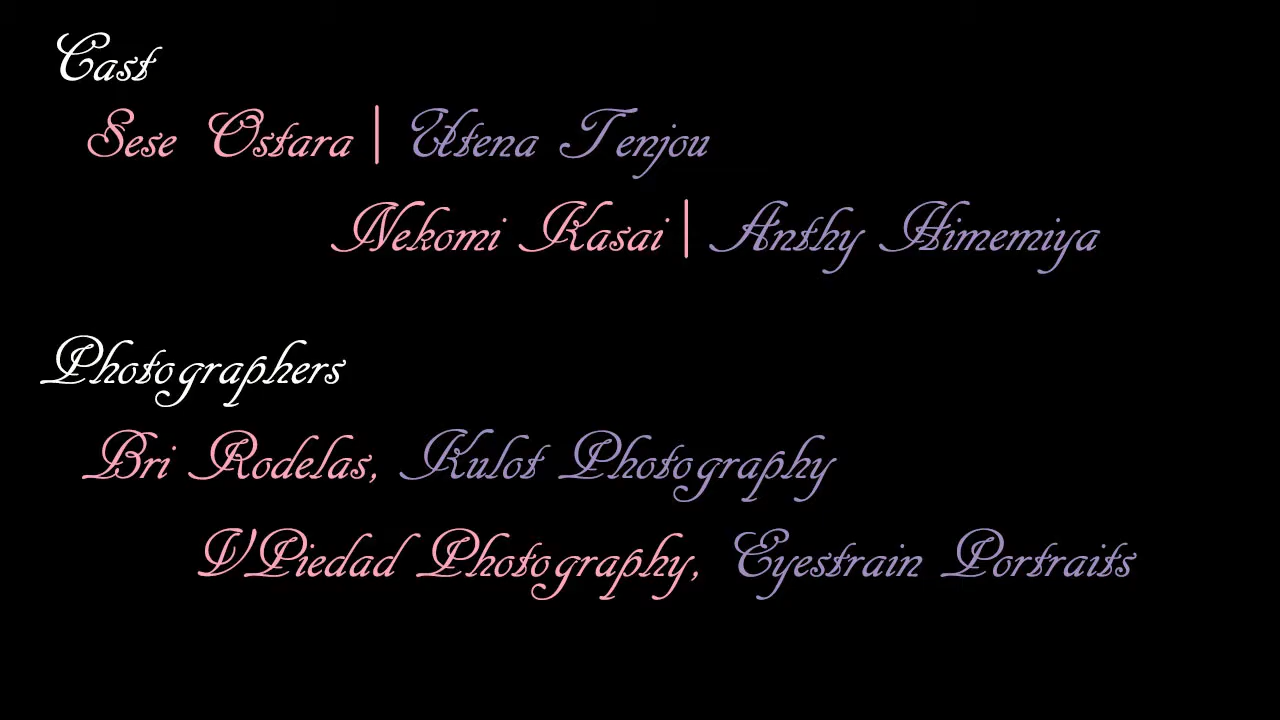 Cast
Sese Ostara | Utena Tenjou
Nekomi Kasai | Anthy Himemiya
Photographers
Bri Rodelas, Kulot Photography
VPiedad Photography, Eyestrain Portraits